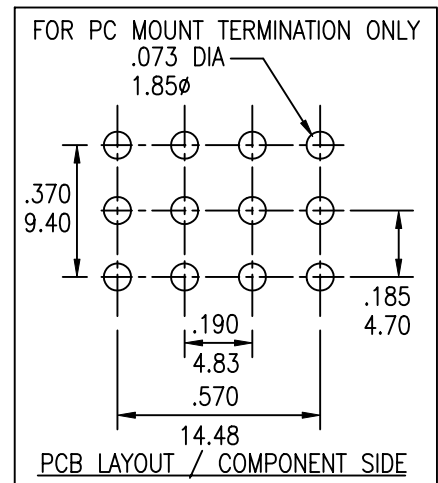 FOR PC MOUNT TERMINATION ONLY
.073 DIA
1.85ø
.370
9.40
.185
4.70
.190
4.83
.570
14.48
PCB LAYOUT / COMPONENT SIDE